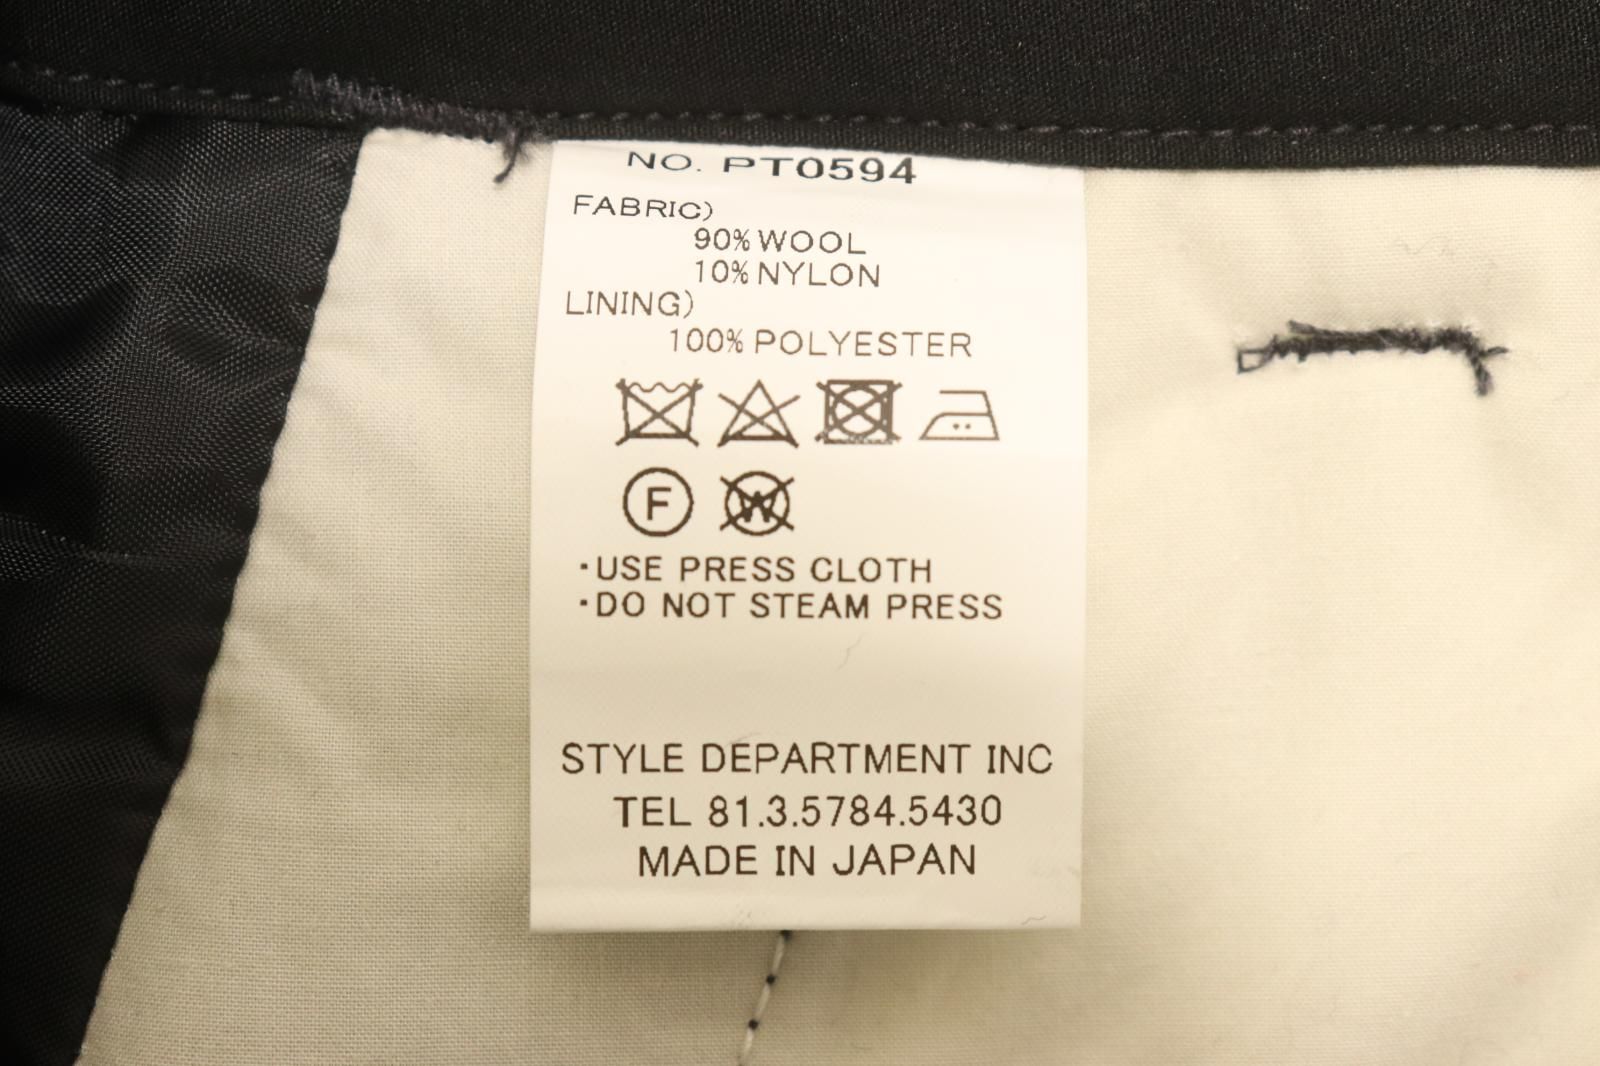 NO. PT0594
FABRIC)
90% WOOL
10% NYLON
LINING)
100% POLYESTER
F W
・USE PRESS CLOTH
・DO NOT STEAM PRESS
STYLE DEPARTMENT INC
TEL 81.3.5784.5430
MADE IN JAPAN